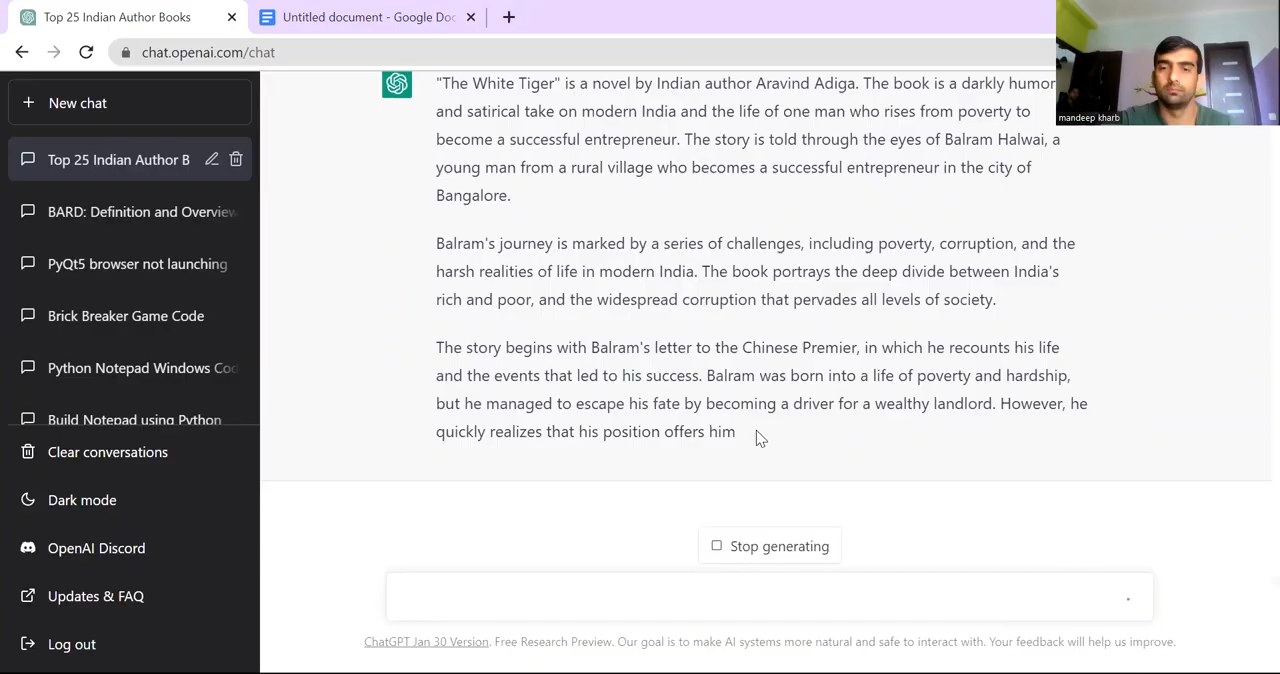 Top 25 Indian Author Books
Untitled document - Google Doc
chat.openai.com/chat
mandeep kharb
New chat
Top 25 Indian Author B
BARD: Definition and Overview
PyQt5 browser not launching
Brick Breaker Game Code
Python Notepad Windows Co
Build Notepad using Python
Clear conversations
Dark mode
OpenAI Discord
Updates & FAQ
Log out
"The White Tiger" is a novel by Indian author Aravind Adiga. The book is a darkly humor
and satirical take on modern India and the life of one man who rises from poverty to
become a successful entrepreneur. The story is told through the eyes of Balram Halwai, a
young man from a rural village who becomes a successful entrepreneur in the city of
Bangalore.
Balram's journey is marked by a series of challenges, including poverty, corruption, and the
harsh realities of life in modern India. The book portrays the deep divide between India's
rich and poor, and the widespread corruption that pervades all levels of society.
The story begins with Balram's letter to the Chinese Premier, in which he recounts his life
and the events that led to his success. Balram was born into a life of poverty and hardship,
but he managed to escape his fate by becoming a driver for a wealthy landlord. However, he
quickly realizes that his position offers him
Stop generating
ChatGPT Jan 30 Version. Free Research Preview. Our goal is to make AI systems more natural and safe to interact with. Your feedback will help us improve.